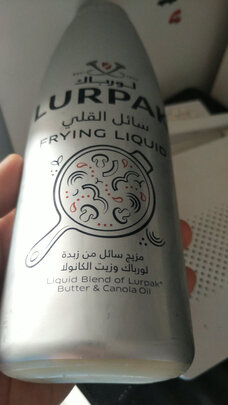 لورباك
LURPAK
سائل القلي
FRYING LIQUID
مزيج سائل من زبدة
لورباك وزيت الكانولا
Liquid Blend of Lurpak®
Butter & Canola Oil